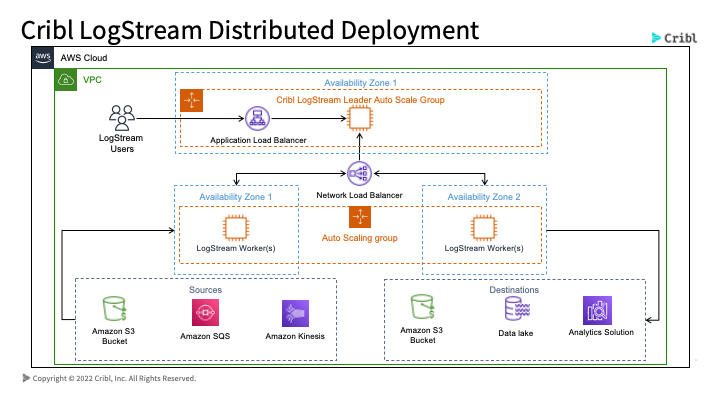 Cribl LogStream Distributed Deployment
Cribl
aws
AWS Cloud
VPC
Availability Zone 1
Cribl LogStream Leader Auto Scale Group
LogStream
Users
Application Load Balancer
Network Load Balancer
Availability Zone 1
Availability Zone 2
LogStream Worker(s)
Auto Scaling group
LogStream Worker(s)
Sources
Amazon S3
Bucket
Amazon SQS
Amazon Kinesis
Destinations
Amazon S3
Bucket
Data lake
Analytics Solution
Copyright © 2022 Cribl, Inc. All Rights Reserved.